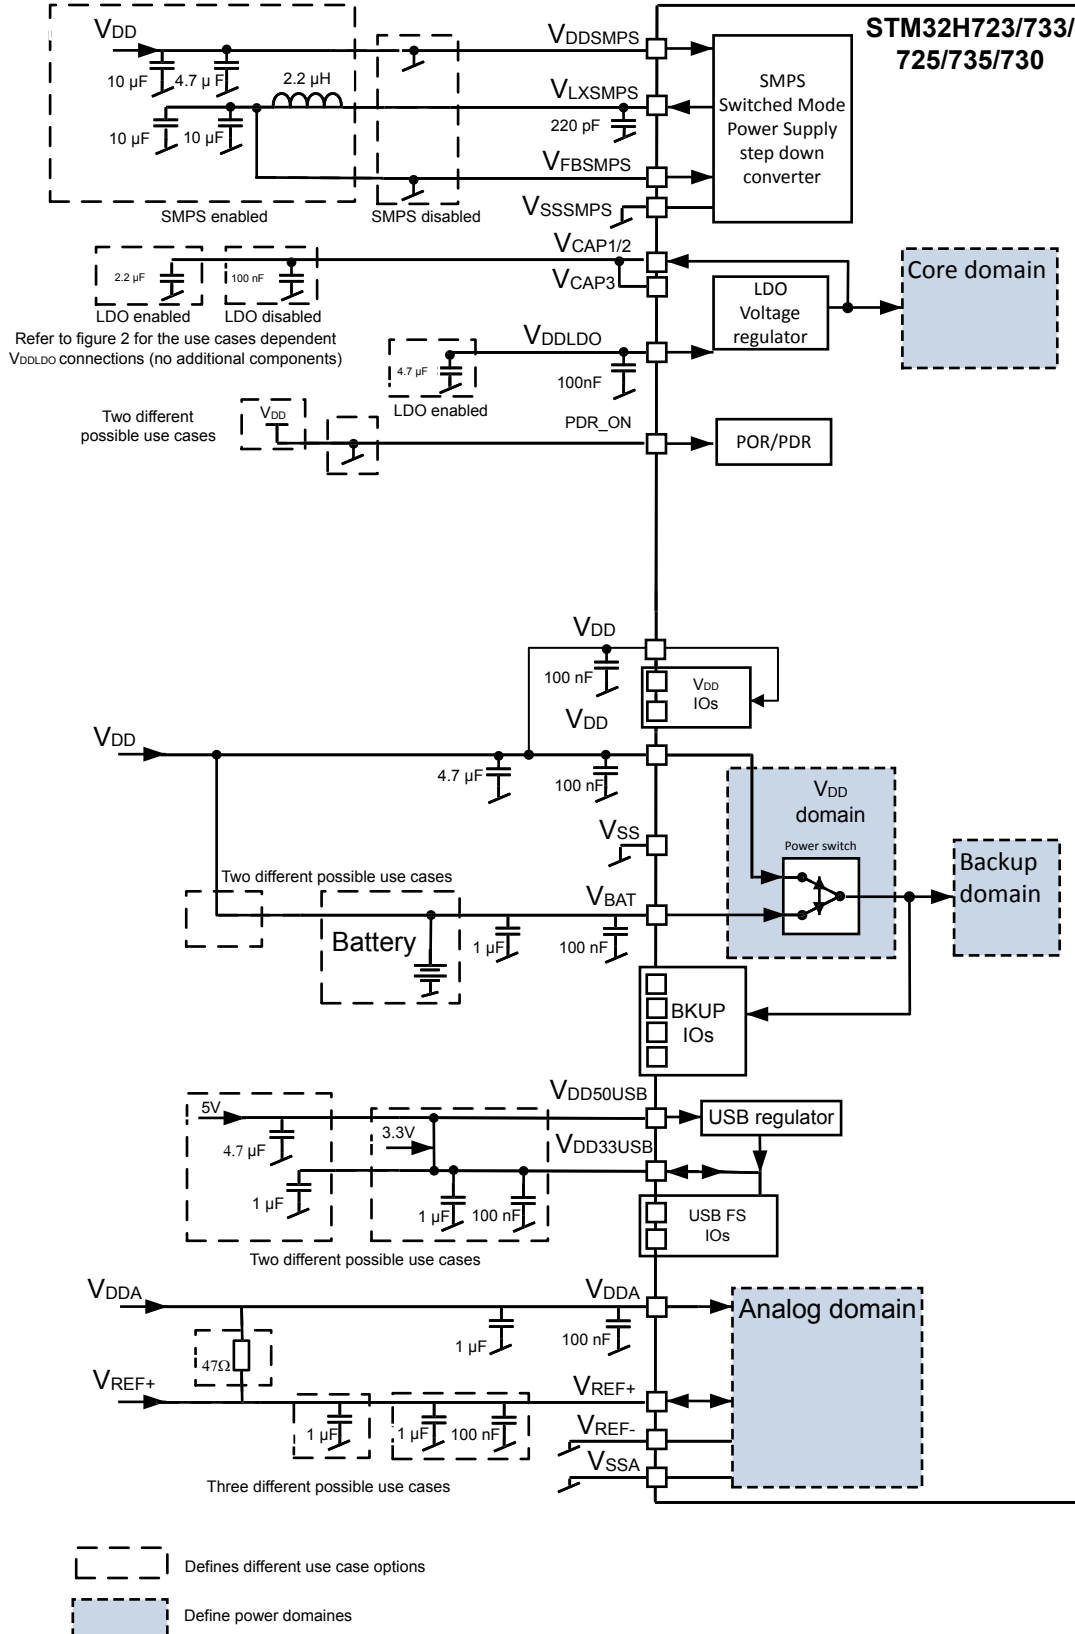 STM32H723/733/
725/735/730
VDD
VDDSMPS
10 µF
4.7 µ F
2.2 µH
VLXSMPS
SMPS
Switched Mode
Power Supply
step down
converter
10 µF
10 µF
220 pF
VFBSMPS
VSSSMPS
SMPS enabled
SMPS disabled
VCAP1/2
2.2 µF
100 nF
VCAP3
LDO
Voltage
regulator
Core domain
LDO enabled
LDO disabled
Refer to figure 2 for the use cases dependent
VDDLDO connections (no additional components)
VDDLDO
4.7 µF
100nF
LDO enabled
Two different
possible use cases
VDD
PDR_ON
POR/PDR
VDD
100 nF
VDD
IOs
VDD
VDD
4.7 µF
100 nF
VDD
domain
VSS
Power switch
Backup
domain
Two different possible use cases
VBAT
Battery
1 µF
100 nF
BKUP
IOs
VDD50USB
5V
USB regulator
4.7 µF
3.3V
VDD33USB
1 µF
1 µF
100 nF
USB FS
IOs
Two different possible use cases
VDDA
VDDA
Analog domain
1 µF
100 nF
47Ω
VREF+
VREF+
1 µF
1 µF
100 nF
VREF-
VSSA
Three different possible use cases
Defines different use case options
Define power domaines